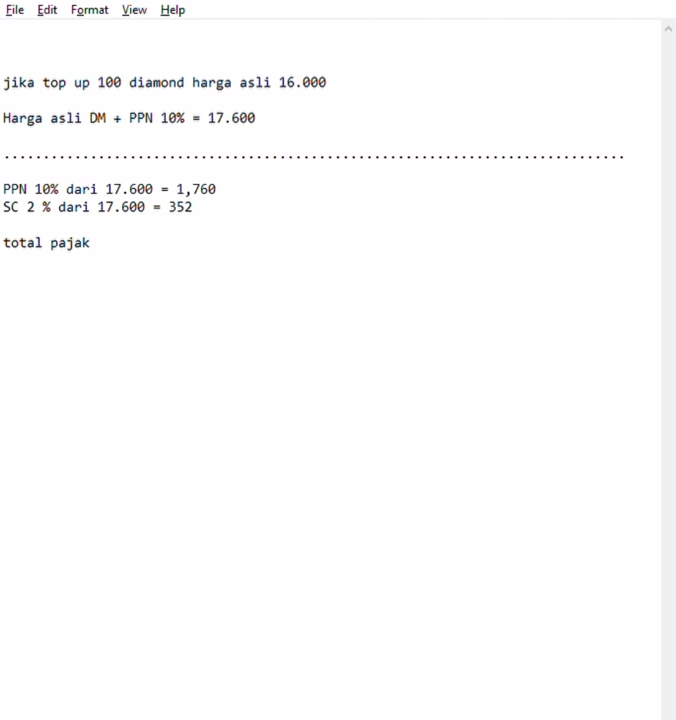 File Edit Format View Help
jika top up 100 diamond harga asli 16.000
Harga asli DM + PPN 10% = 17.600
...............................................................................
PPN 10% dari 17.600 = 1,760
SC 2 % dari 17.600 = 352
total pajak